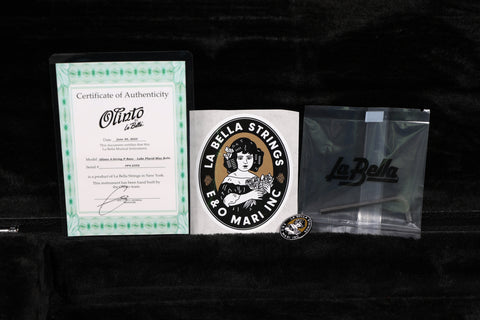 Certificate of Authenticity
Olinto
La Bella
Date
This document certifies that this
La Bella Musical Instrument
Model
Serial #
is a product of La Bella Strings in New York.
This instrument has been hand built by
LA BELLA STRINGS
E&O MARI INC
La Bella